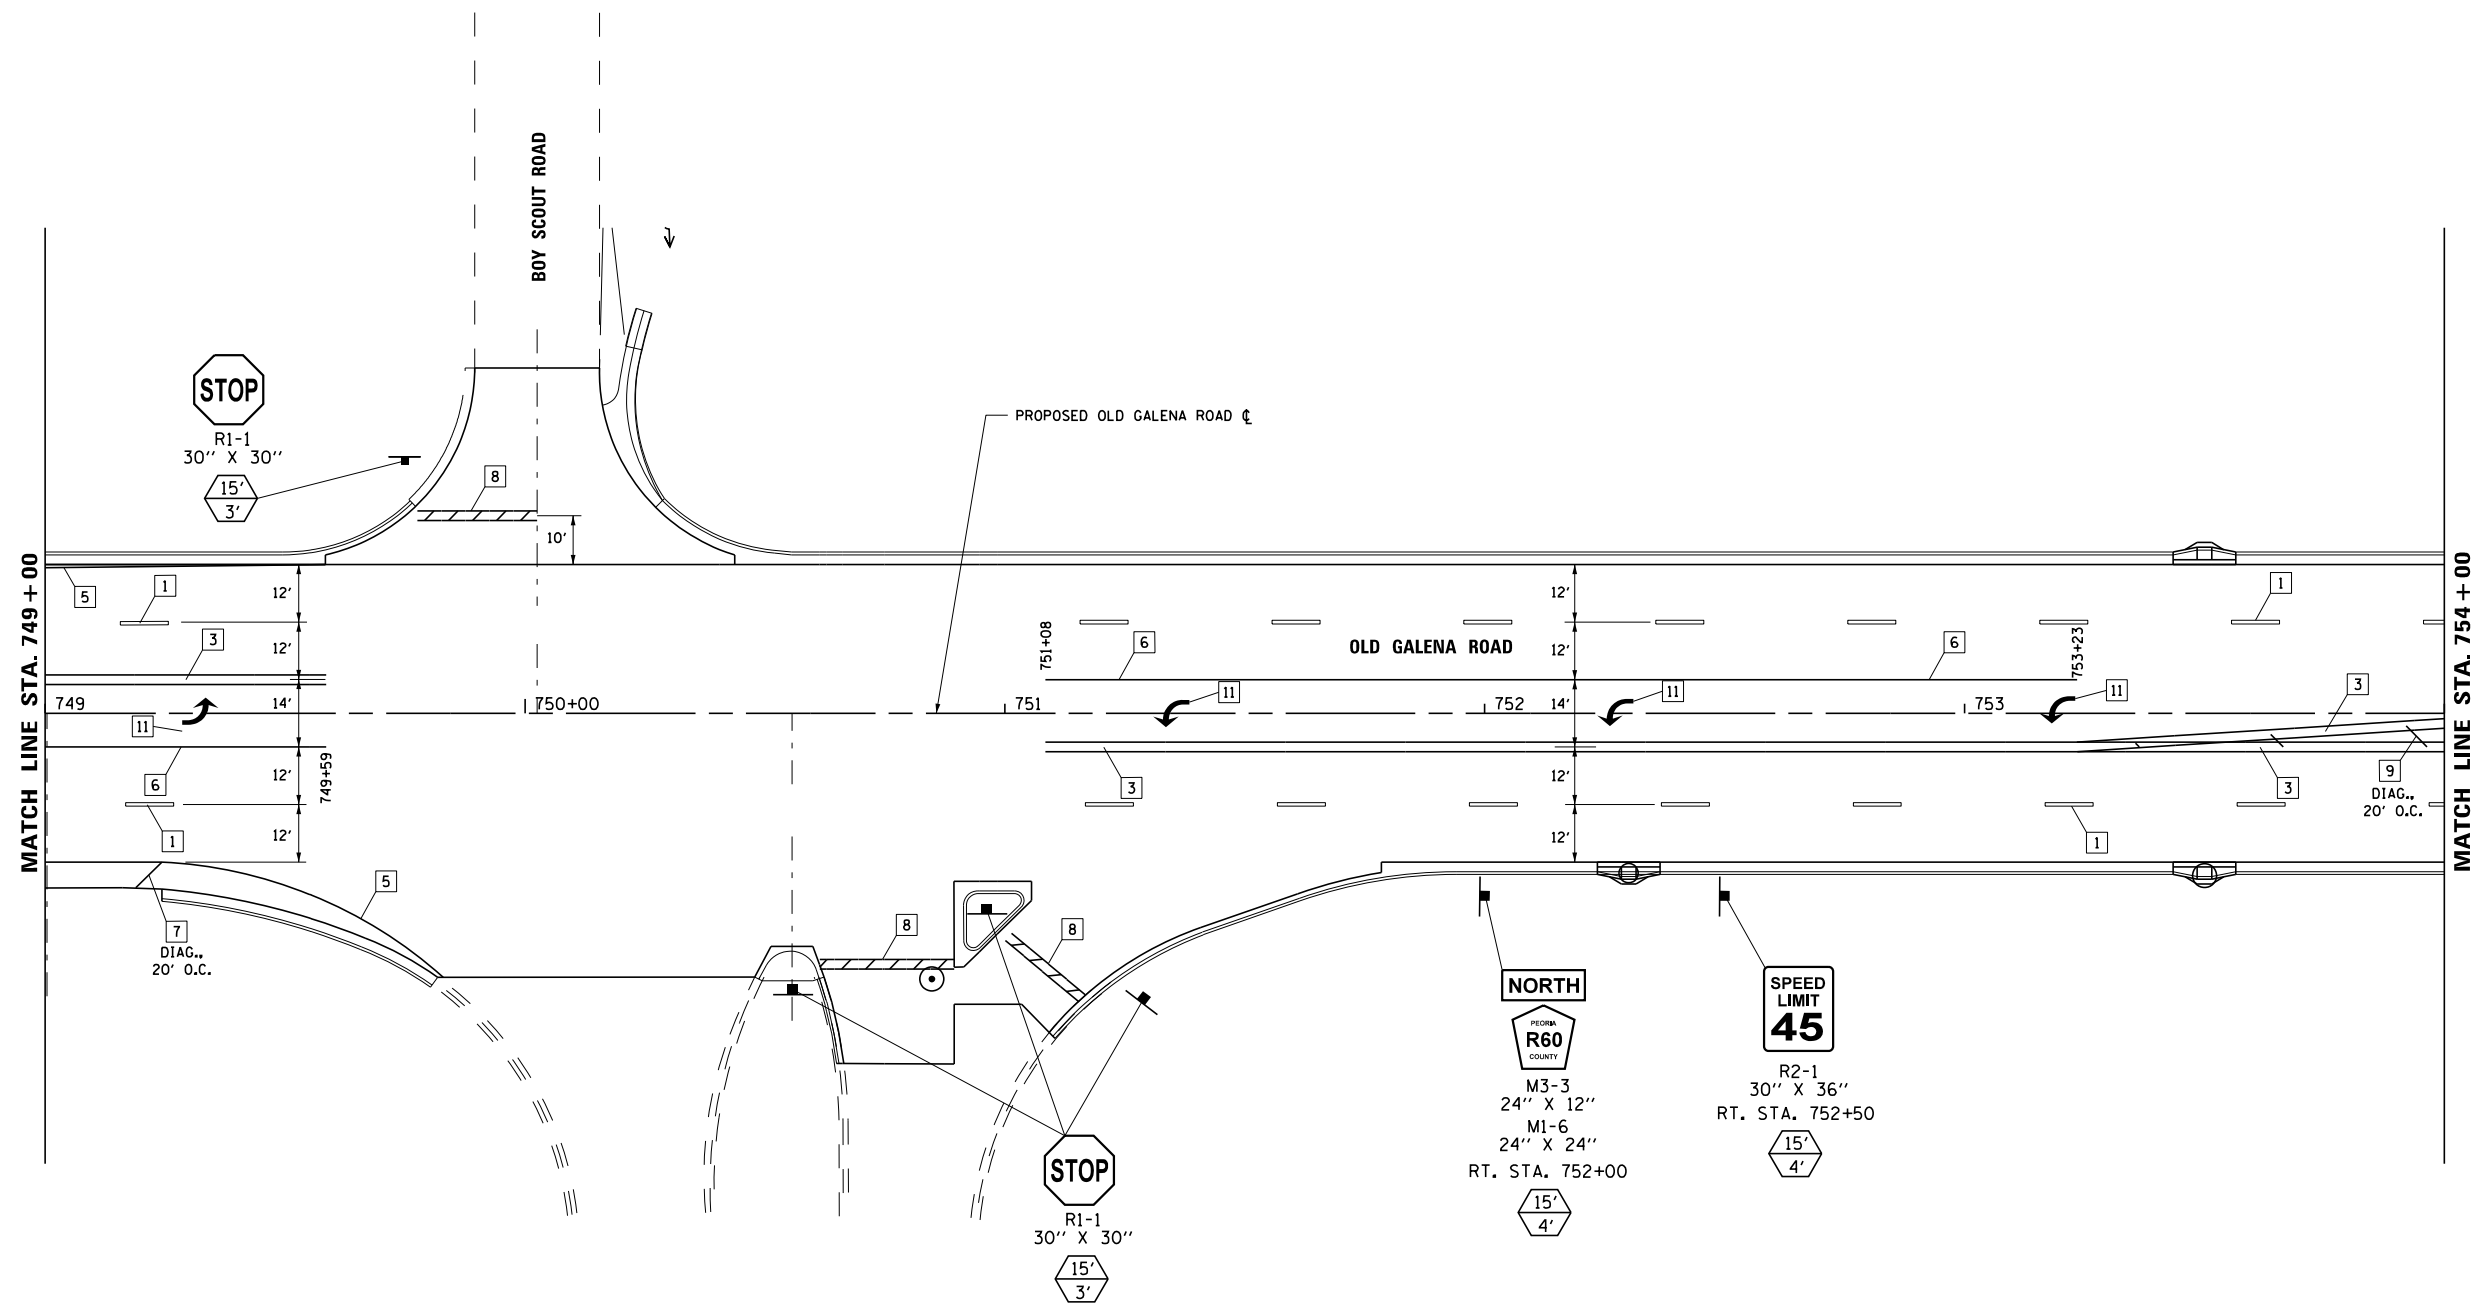 BOY SCOUT ROAD
STOP
R1-1
30'' X 30''
15'
3'
8
10'
PROPOSED OLD GALENA ROAD ℄
MATCH LINE STA. 749+00
MATCH LINE STA. 754+00
5
1
12'
3
12'
749
11
14'
750+00
6
12'
749+59
1
12'
7
DIAG.,
20' O.C.
5
751+08
6
12'
OLD GALENA ROAD
12'
6
1
753+23
751
11
752
14'
11
753
11
3
3
12'
12'
1
3
9
DIAG.,
20' O.C.
8
8
STOP
R1-1
30'' X 30''
15'
3'
NORTH
PEORIA
R60
COUNTY
M3-3
24'' X 12''
M1-6
24'' X 24''
RT. STA. 752+00
15'
4'
SPEED
LIMIT
45
R2-1
30'' X 36''
RT. STA. 752+50
15'
4'